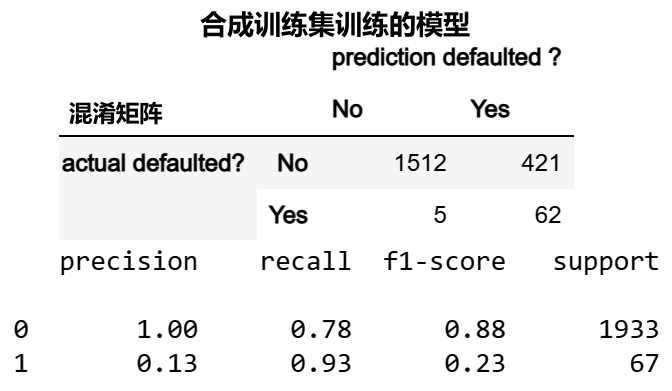 合成训练集训练的模型
prediction defaulted ?
混淆矩阵 No Yes
actual defaulted? No 1512 421
Yes 5 62
precision recall f1-score support
0 1.00 0.78 0.88 1933
1 0.13 0.93 0.23 67